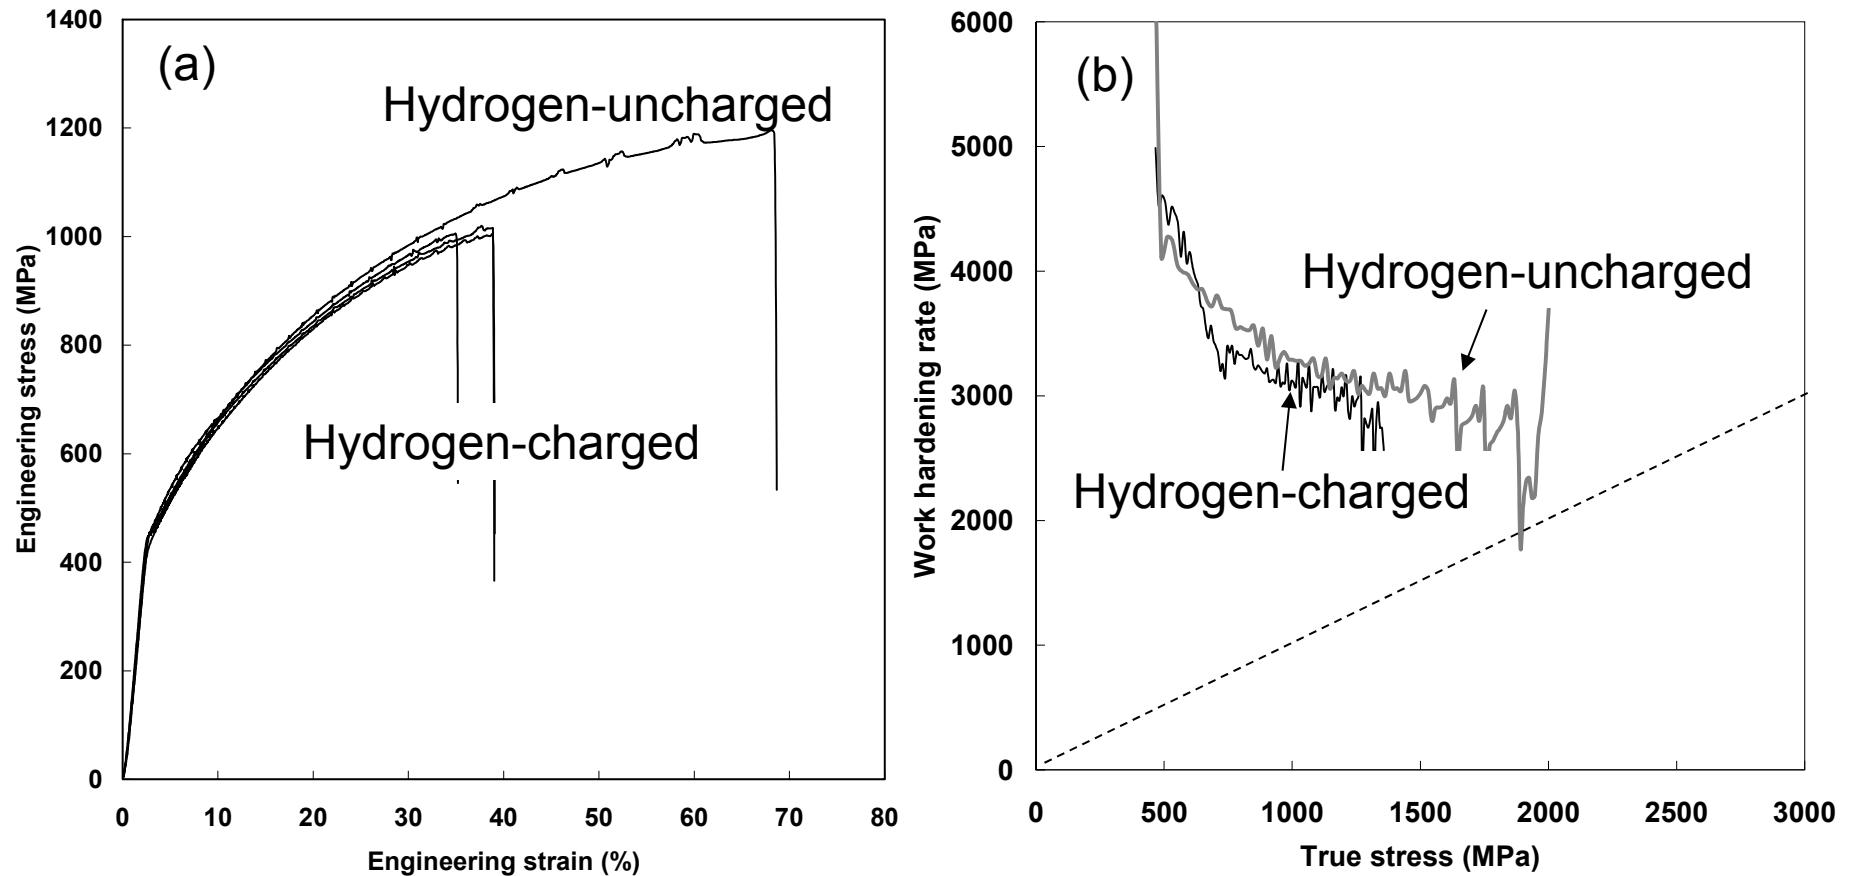 (a)
Hydrogen-uncharged
Hydrogen-charged
Engineering stress (MPa)
1400
1200
1000
800
600
400
200
0
0 10 20 30 40 50 60 70 80
Engineering strain (%)
(b)
Hydrogen-uncharged
Hydrogen-charged
Work hardening rate (MPa)
6000
5000
4000
3000
2000
1000
0
0 500 1000 1500 2000 2500 3000
True stress (MPa)